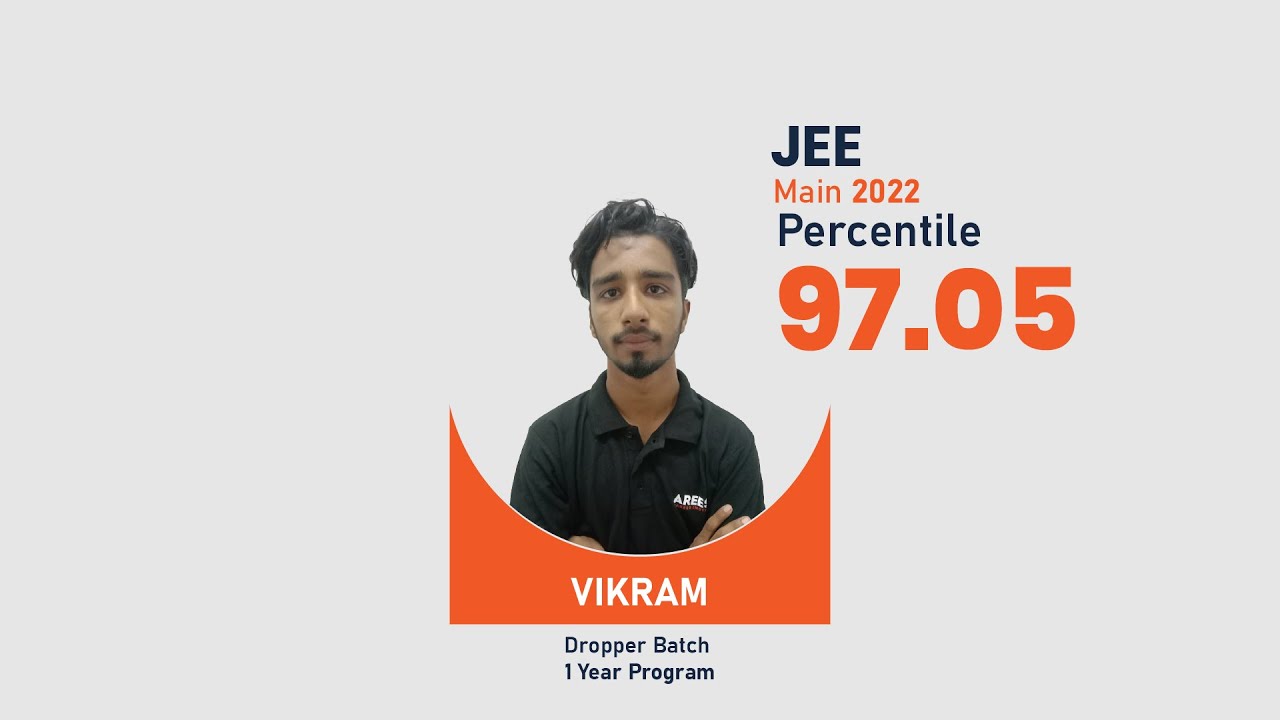 JEE
Main 2022
Percentile
97.05
VIKRAM
Dropper Batch
1 Year Program